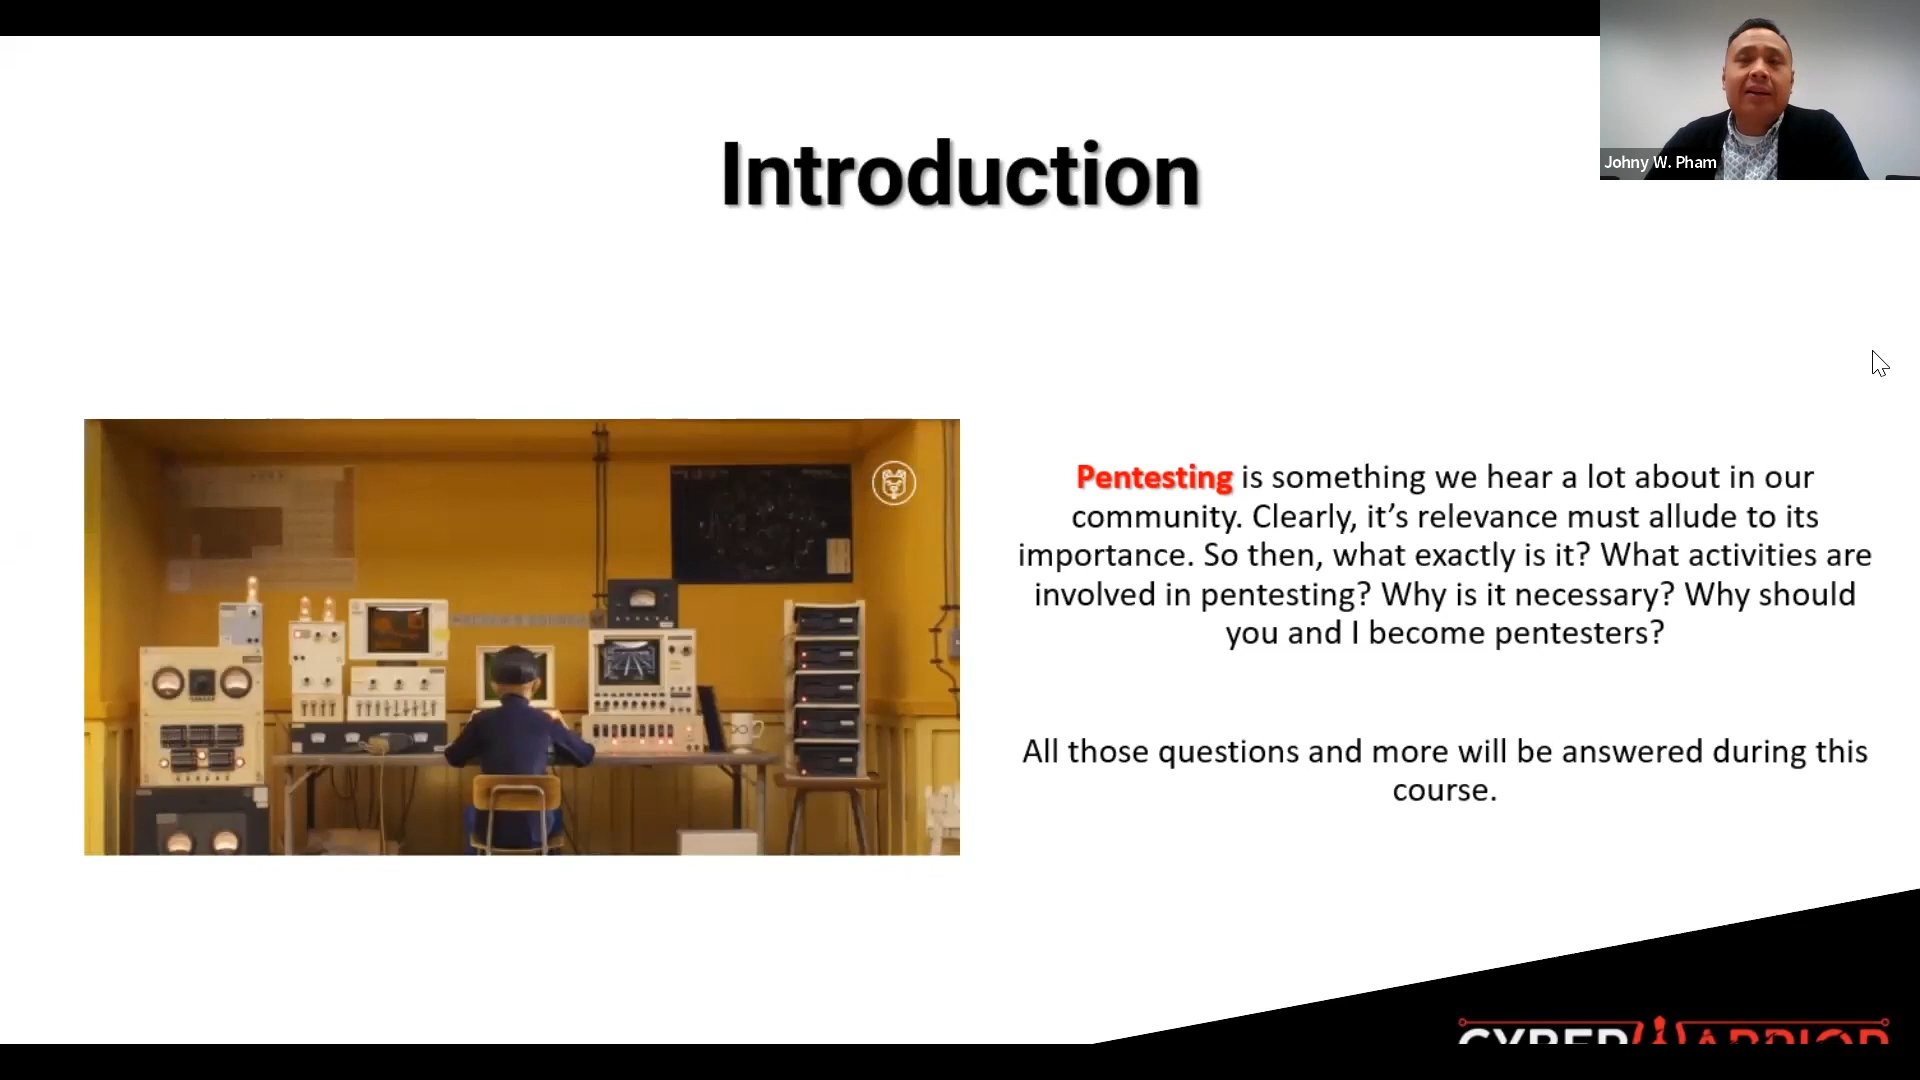 Johny W. Pham
Introduction
Pentesting is something we hear a lot about in our
community. Clearly, it’s relevance must allude to its
importance. So then, what exactly is it? What activities are
involved in pentesting? Why is it necessary? Why should
you and I become pentesters?
All those questions and more will be answered during this
course.
CYBER WARRIOR